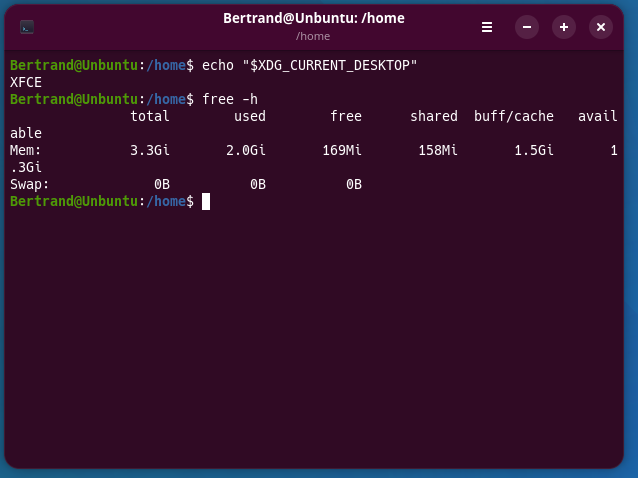 Bertrand@Unbuntu: /home
/home
Bertrand@Unbuntu:/home$ echo "$XDG_CURRENT_DESKTOP"
XFCE
Bertrand@Unbuntu:/home$ free -h
total used free shared buff/cache avail
able
Mem: 3.3Gi 2.0Gi 169Mi 158Mi 1.5Gi 1
.3Gi
Swap: 0B 0B 0B
Bertrand@Unbuntu:/home$